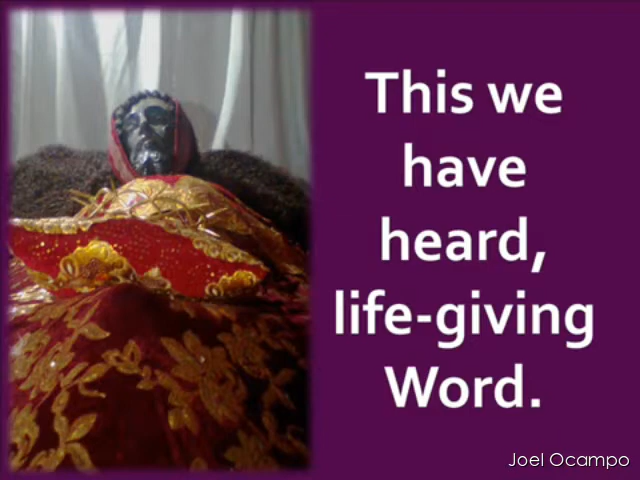 This we
have
heard,
life-giving
Word.
Joel Ocampo